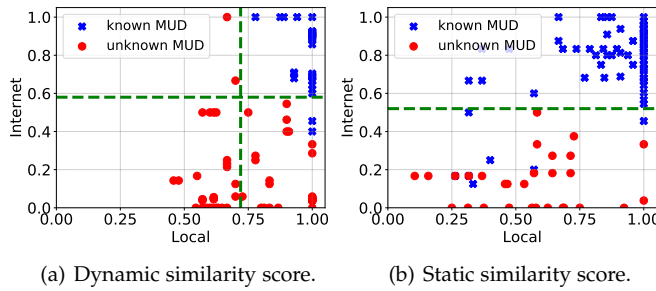 1.0
0.8
0.6
0.4
0.2
0.0
Internet
known MUD
unknown MUD
0.00 0.25 0.50 0.75 1.00
Local
(a) Dynamic similarity score.
1.0
0.8
0.6
0.4
0.2
0.0
Internet
known MUD
unknown MUD
0.00 0.25 0.50 0.75 1.00
Local
(b) Static similarity score.